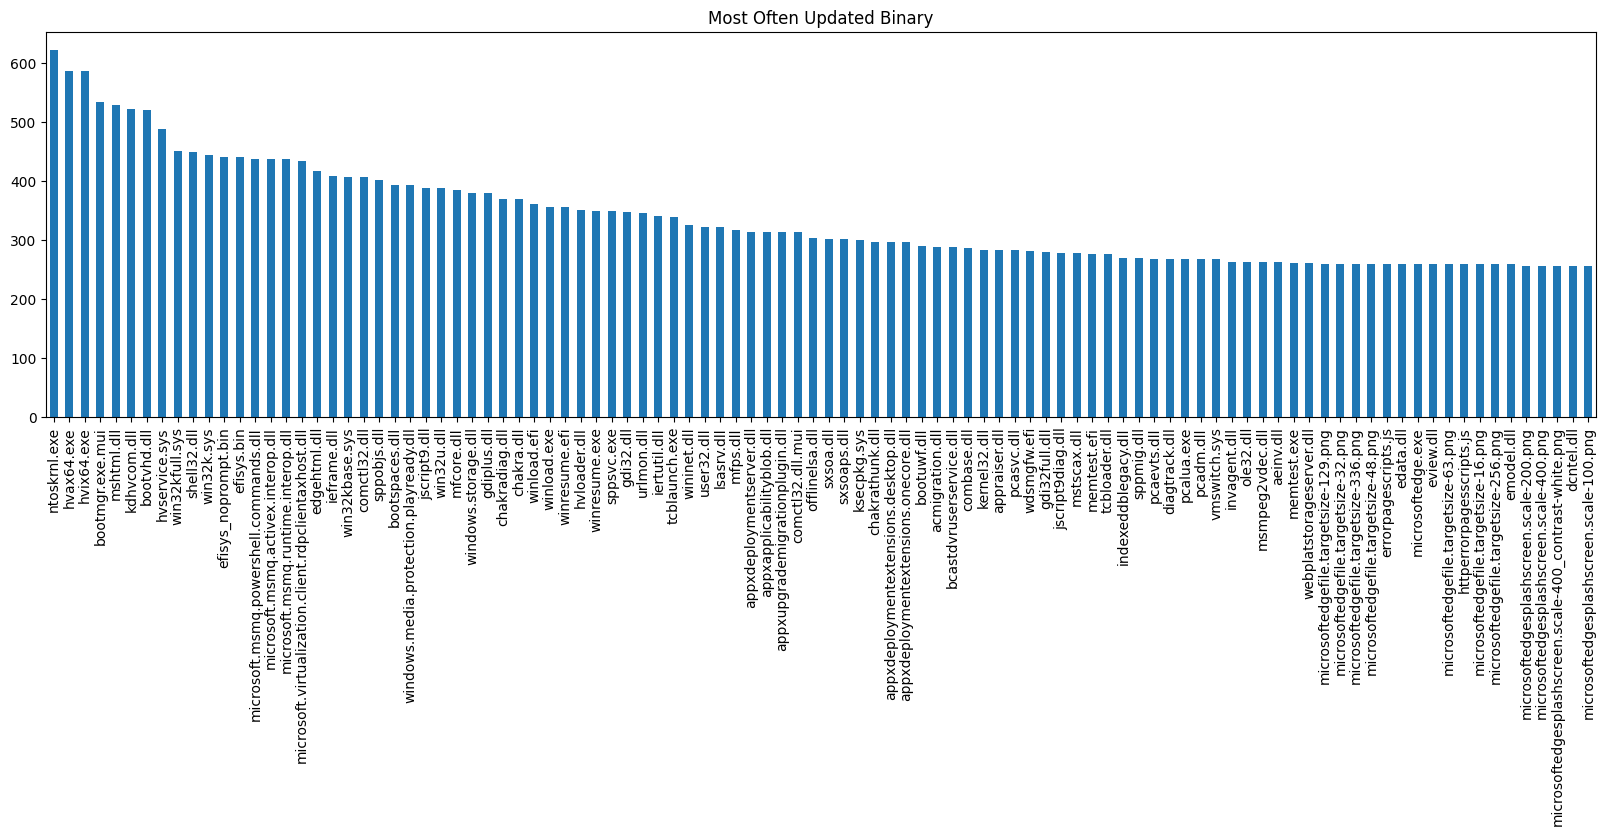 Most Often Updated Binary
600
500
400
300
200
100
0
ntoskrnl.exe
hvax64.exe
hvix64.exe
bootmgr.exe.mui
mshtml.dll
kdhvcom.dll
bootvhd.dll
hvservice.sys
win32kfull.sys
shell32.dll
win32k.sys
efisys_noprompt.bin
efisys.bin
microsoft.msmq.powershell.commands.dll
microsoft.msmq.activex.interop.dll
microsoft.msmq.runtime.interop.dll
microsoft.virtualization.client.rdpclientaxhost.dll
edgehtml.dll
ieframe.dll
win32kbase.sys
comctl32.dll
sppobjs.dll
bootspaces.dll
windows.media.protection.playready.dll
jscript9.dll
win32u.dll
mfcore.dll
windows.storage.dll
gdiplus.dll
chakradiag.dll
chakra.dll
winload.efi
winload.exe
winresume.efi
hvloader.dll
winresume.exe
sppsvc.exe
gdi32.dll
urlmon.dll
iertutil.dll
tcblaunch.exe
wininet.dll
user32.dll
lsasrv.dll
mfps.dll
appxdeploymentserver.dll
appxapplicabilityblob.dll
appxupgrademigrationplugin.dll
comctl32.dll.mui
offlinelsa.dll
sxsoa.dll
sxsoaps.dll
ksecpkg.sys
chakrathunk.dll
appxdeploymentextensions.desktop.dll
appxdeploymentextensions.onecore.dll
bootuwf.dll
acmigration.dll
bcastdvruserservice.dll
combase.dll
kernel32.dll
appraiser.dll
pcasvc.dll
wdsmgfw.efi
gdi32full.dll
jscript9diag.dll
mstscax.dll
memtest.efi
tcbloader.dll
indexeddblegacy.dll
sppmig.dll
pcaevts.dll
diagtrack.dll
pcalua.exe
pcadm.dll
vmswitch.sys
invagent.dll
ole32.dll
msmpeg2vdec.dll
aeinv.dll
memtest.exe
webplatstorageserver.dll
microsoftedgefile.targetsize-129.png
microsoftedgefile.targetsize-32.png
microsoftedgefile.targetsize-336.png
microsoftedgefile.targetsize-48.png
errorpagescripts.js
edata.dll
microsoftedge.exe
eview.dll
microsoftedgefile.targetsize-63.png
httperrorpagesscripts.js
microsoftedgefile.targetsize-16.png
microsoftedgefile.targetsize-256.png
emodel.dll
microsoftedgesplashscreen.scale-200.png
microsoftedgesplashscreen.scale-400.png
microsoftedgesplashscreen.scale-400_contrast-white.png
dcntel.dll
microsoftedgesplashscreen.scale-100.png